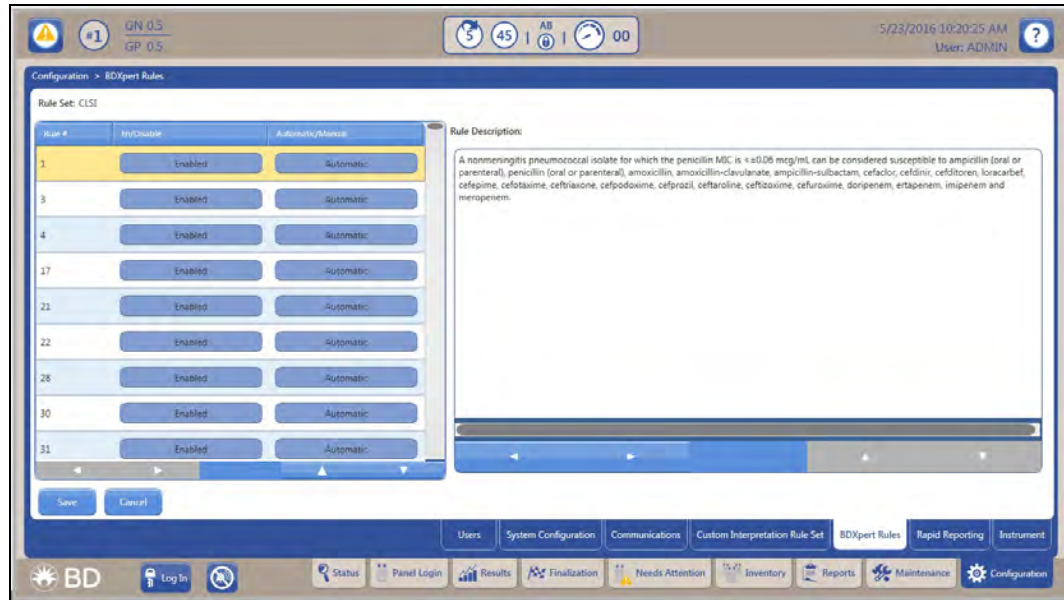 #1
GN 0.5
GP 0.5
5
45
AB
00
5/23/2016 10:20:25 AM
User: ADMIN
?
Configuration > BDXpert Rules
Rule Set: CLSI
Rule # En/Disable Automatic/Manual
1 Enabled Automatic
3 Enabled Automatic
4 Enabled Automatic
17 Enabled Automatic
21 Enabled Automatic
22 Enabled Automatic
28 Enabled Automatic
30 Enabled Automatic
31 Enabled Automatic
Rule Description:
A nonmeningitis pneumococcal isolate for which the penicillin MIC is <=0.06 mcg/mL can be considered susceptible to ampicillin (oral or
parenteral), penicillin (oral or parenteral), amoxicillin, amoxicillin-clavulanate, ampicillin-sulbactam, cefaclor, cefdinir, cefditoren, loracarbef,
cefepime, cefotaxime, ceftriaxone, cefpodoxime, cefprozil, ceftaroline, ceftizoxime, cefuroxime, doripenem, ertapenem, imipenem and
meropenem.
Save Cancel
Users System Configuration Communications Custom Interpretation Rule Set BDXpert Rules Rapid Reporting Instrument
BD Log In Status Panel Login Results Finalization Needs Attention Inventory Reports Maintenance Configuration